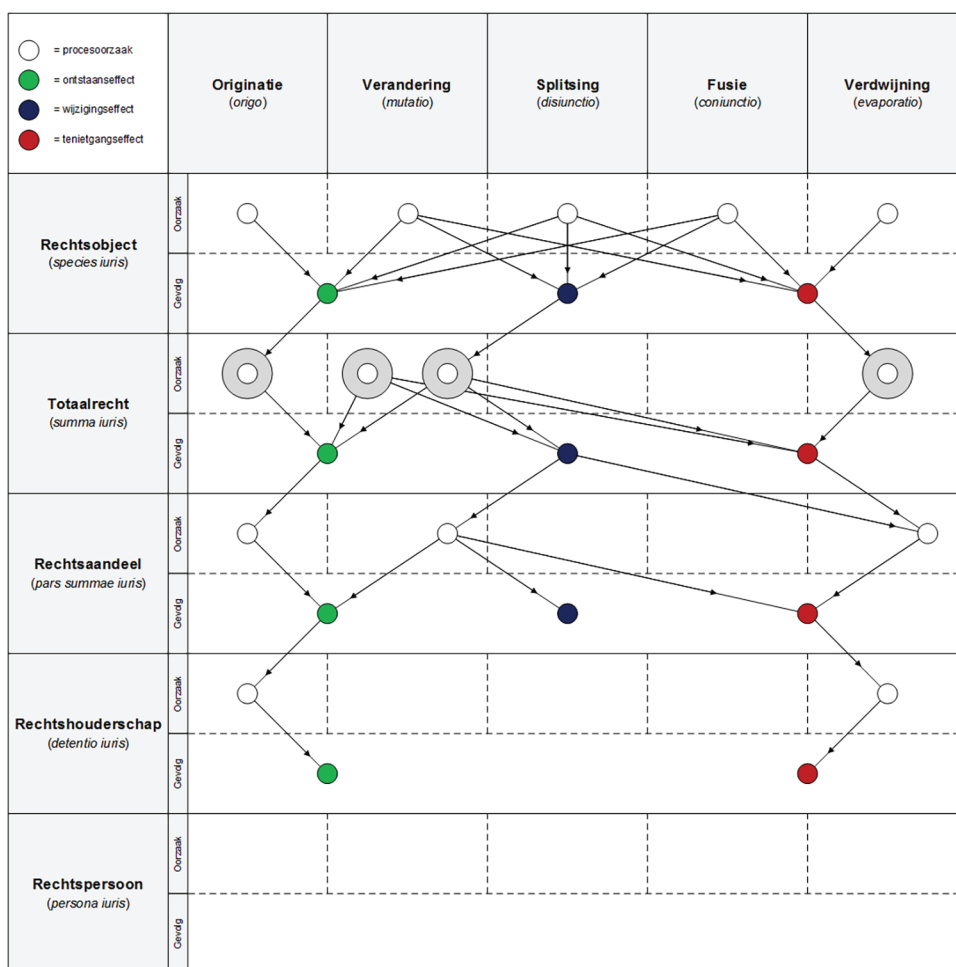 = procesoorzaak
= ontstaanseffect
= wijzigingseffect
= tenietgangseffect
Originatie
(origo)
Verandering
(mutatio)
Splitsing
(disiunctio)
Fusie
(coniunctio)
Verdwijning
(evaporatio)
Rechtsobject
(species iuris)
Oorzaak
Gevolg
Totaalrecht
(summa iuris)
Oorzaak
Gevolg
Rechtsaandeel
(pars summae iuris)
Oorzaak
Gevolg
Rechtshouderschap
(detentio iuris)
Oorzaak
Gevolg
Rechtspersoon
(persona iuris)
Oorzaak
Gevolg